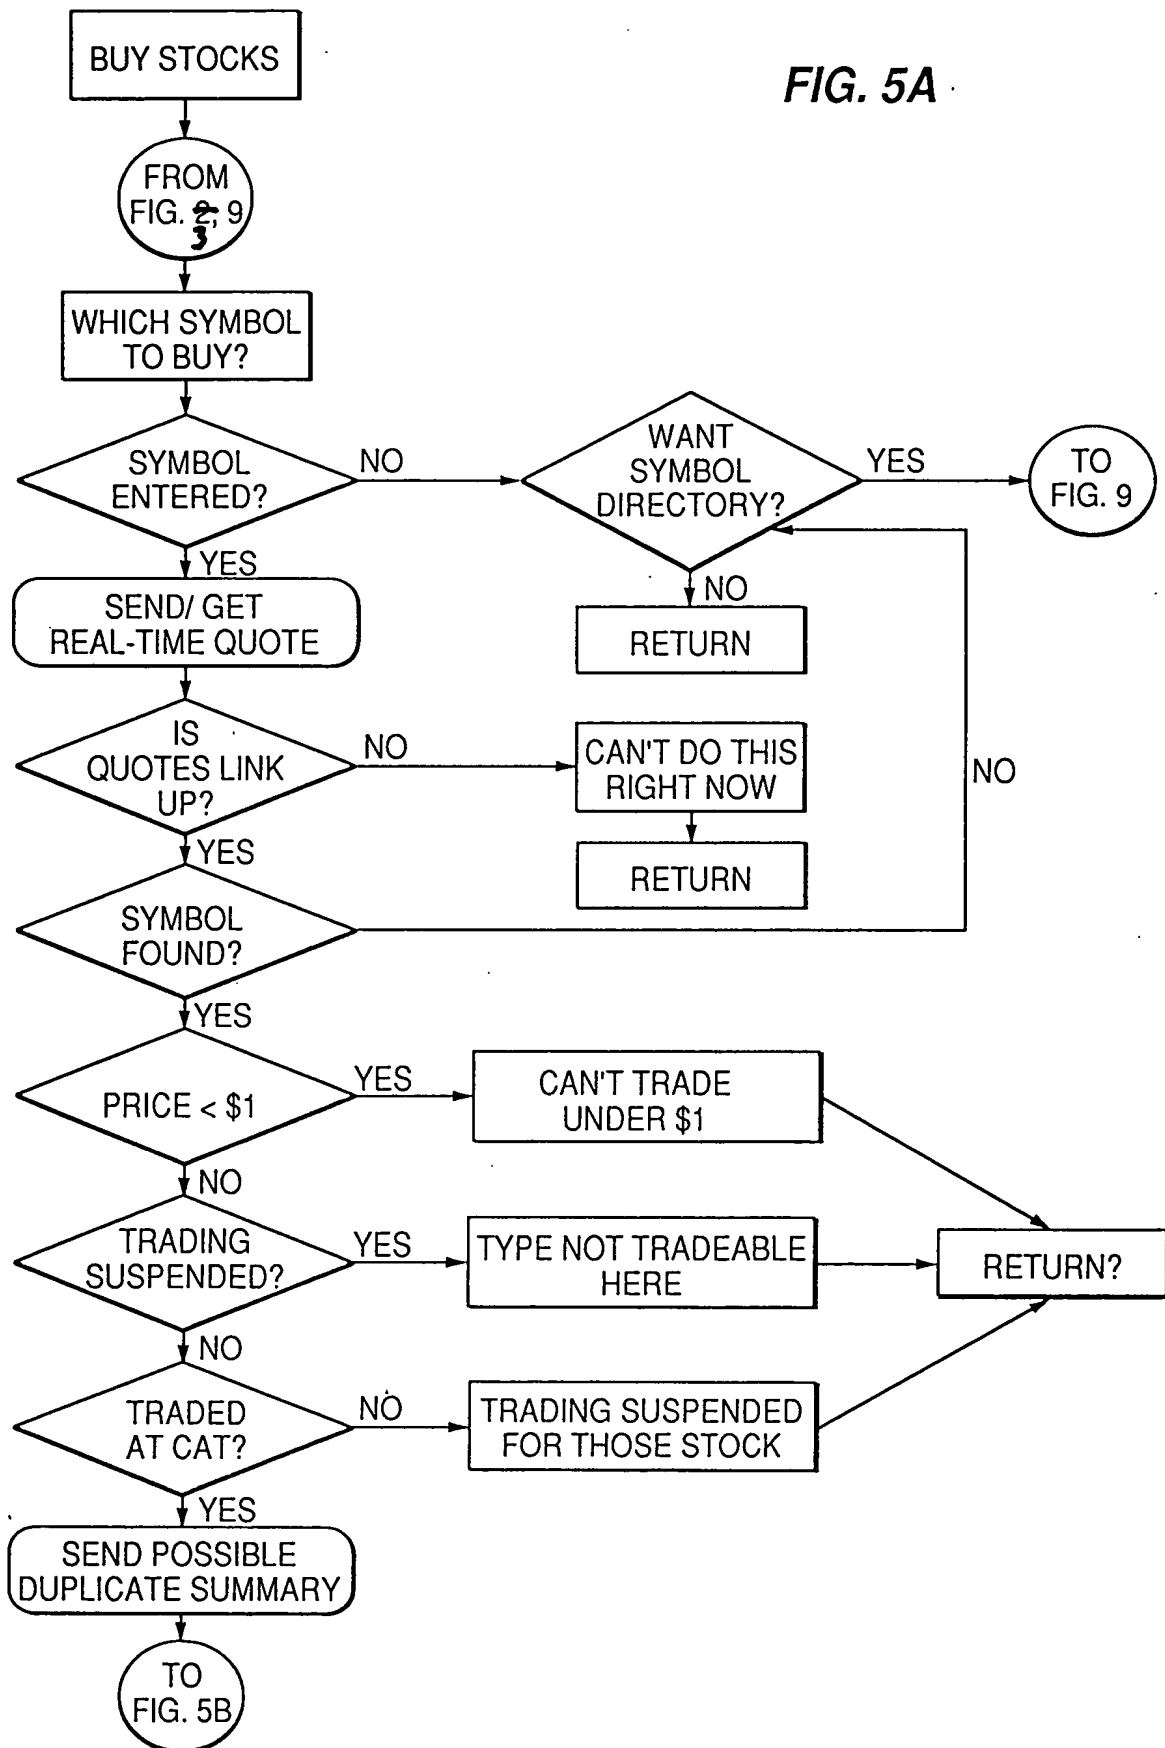 BUY STOCKS
FIG. 5A
FROM
FIG. 2, 9
3
WHICH SYMBOL
TO BUY?
SYMBOL
ENTERED?
NO
WANT
SYMBOL
DIRECTORY?
YES
TO
FIG. 9
YES
NO
SEND/ GET
REAL-TIME QUOTE
RETURN
IS
QUOTES LINK
UP?
NO
CAN'T DO THIS
RIGHT NOW
NO
YES
RETURN
SYMBOL
FOUND?
YES
PRICE < $1
YES
CAN'T TRADE
UNDER $1
NO
TRADING
SUSPENDED?
YES
TYPE NOT TRADEABLE
HERE
RETURN?
NO
TRADED
AT CAT?
NO
TRADING SUSPENDED
FOR THOSE STOCK
YES
SEND POSSIBLE
DUPLICATE SUMMARY
TO
FIG. 5B